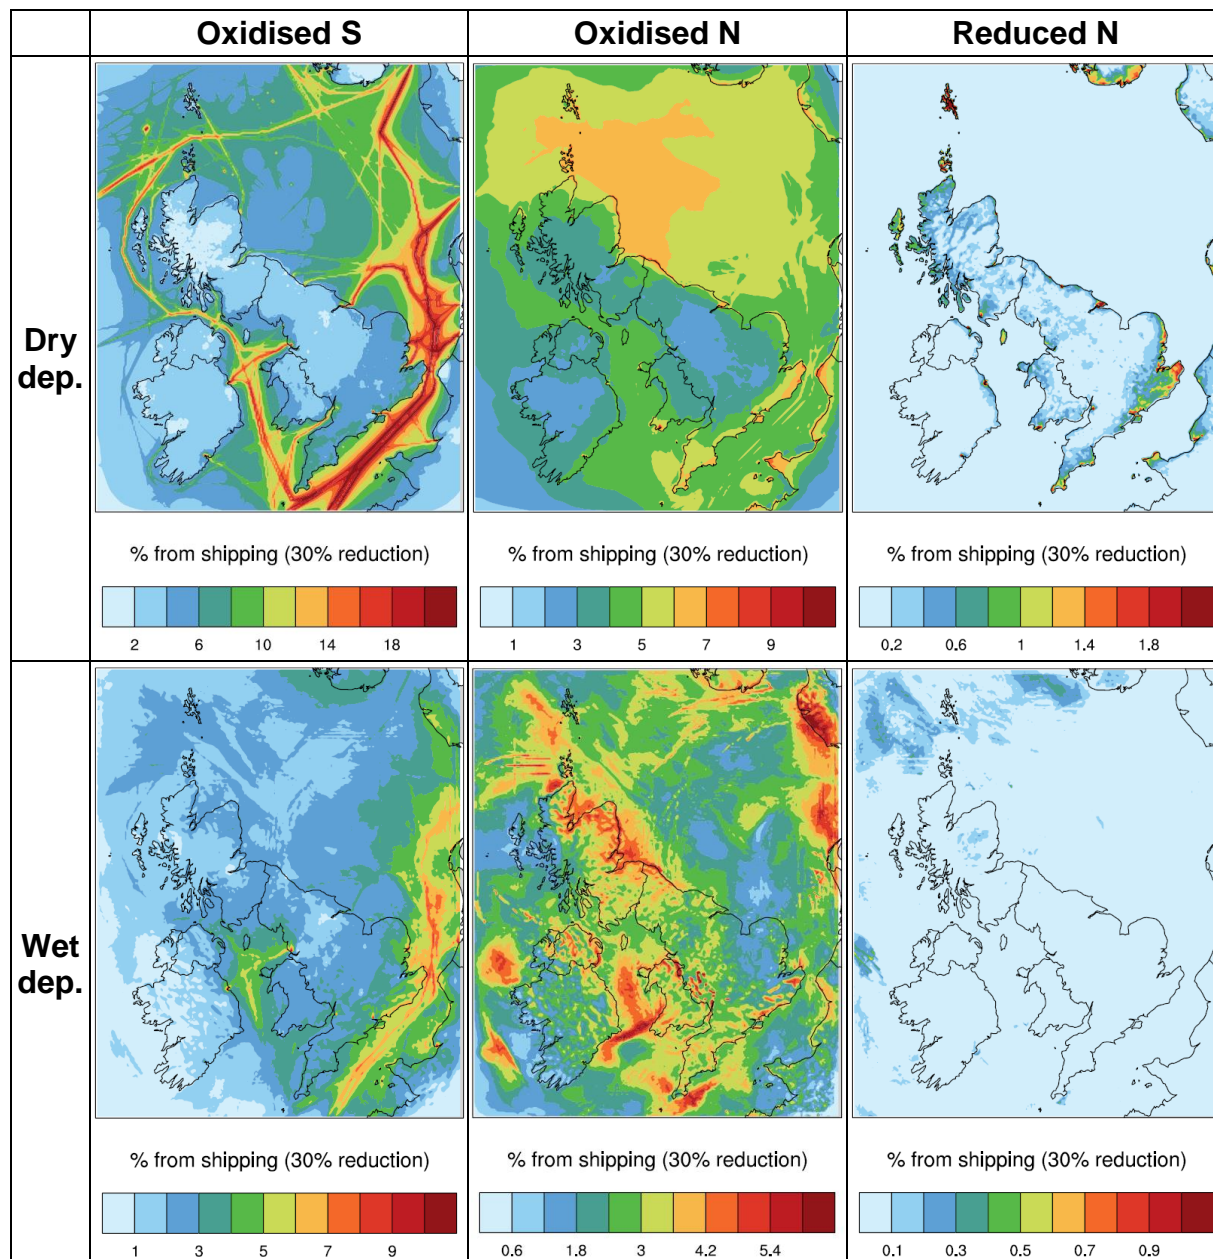 Oxidised S
Oxidised N
Reduced N
Dry
dep.
% from shipping (30% reduction)
2 6 10 14 18
% from shipping (30% reduction)
1 3 5 7 9
% from shipping (30% reduction)
0.2 0.6 1 1.4 1.8
Wet
dep.
% from shipping (30% reduction)
1 3 5 7 9
% from shipping (30% reduction)
0.6 1.8 3 4.2 5.4
% from shipping (30% reduction)
0.1 0.3 0.5 0.7 0.9